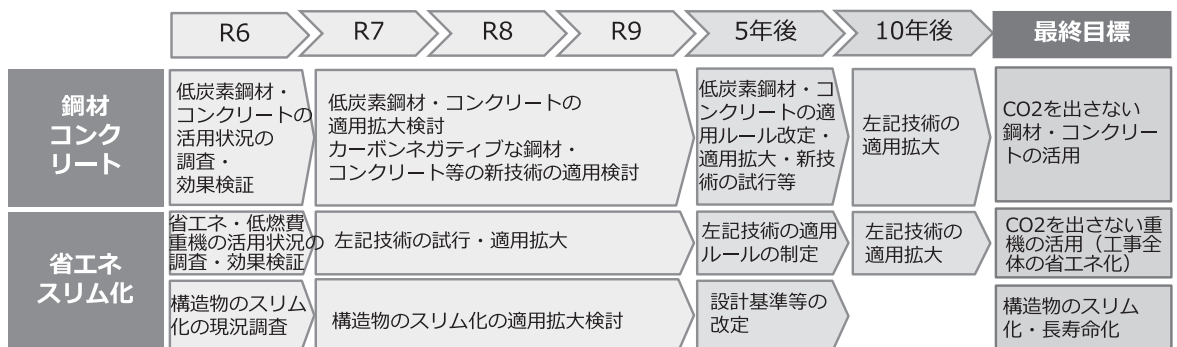 R6
R7
R8
R9
5年後
10年後
最終目標
鋼材
コンク
リート
低炭素鋼材・
コンクリートの
活用状況の
調査・
効果検証
低炭素鋼材・コンクリートの
適用拡大検討
カーボンネガティブな鋼材・
コンクリート等の新技術の適用検討
低炭素鋼材・コ
ンクリートの適
用ルール改定・
適用拡大・新技
術の試行等
左記技術の
適用拡大
CO2を出さない
鋼材・コンクリー
トの活用
省エネ
スリム化
省エネ・低燃費
重機の活用状況の
調査・効果検証
左記技術の試行・適用拡大
左記技術の適用
ルールの制定
左記技術の
適用拡大
CO2を出さない重
機の活用（工事全
体の省エネ化）
構造物のスリム
化の現況調査
構造物のスリム化の適用拡大検討
設計基準等の
改定
構造物のスリム
化・長寿命化